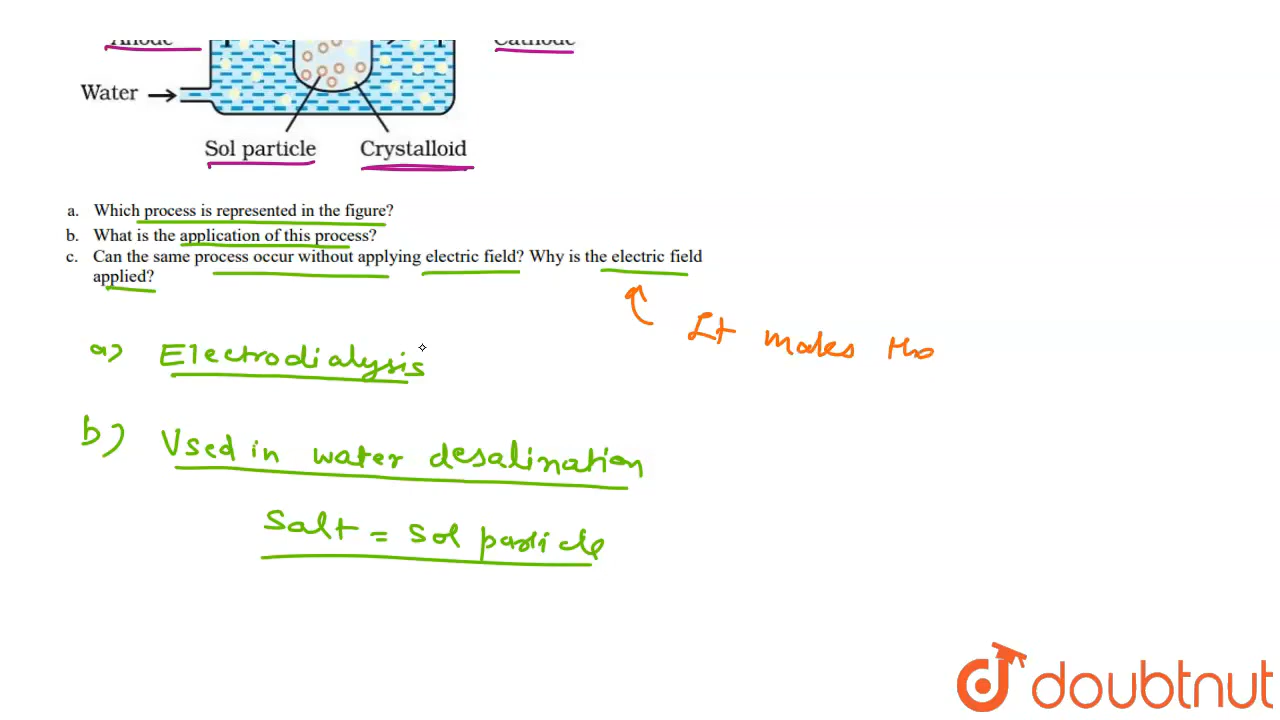 Anode Cathode
Water
Sol particle Crystalloid
a. Which process is represented in the figure?
b. What is the application of this process?
c. Can the same process occur without applying electric field? Why is the electric field
applied?
It makes the
a) Electrodialysis
b) Used in water desalination
Salt = Sol particle
doubtnut